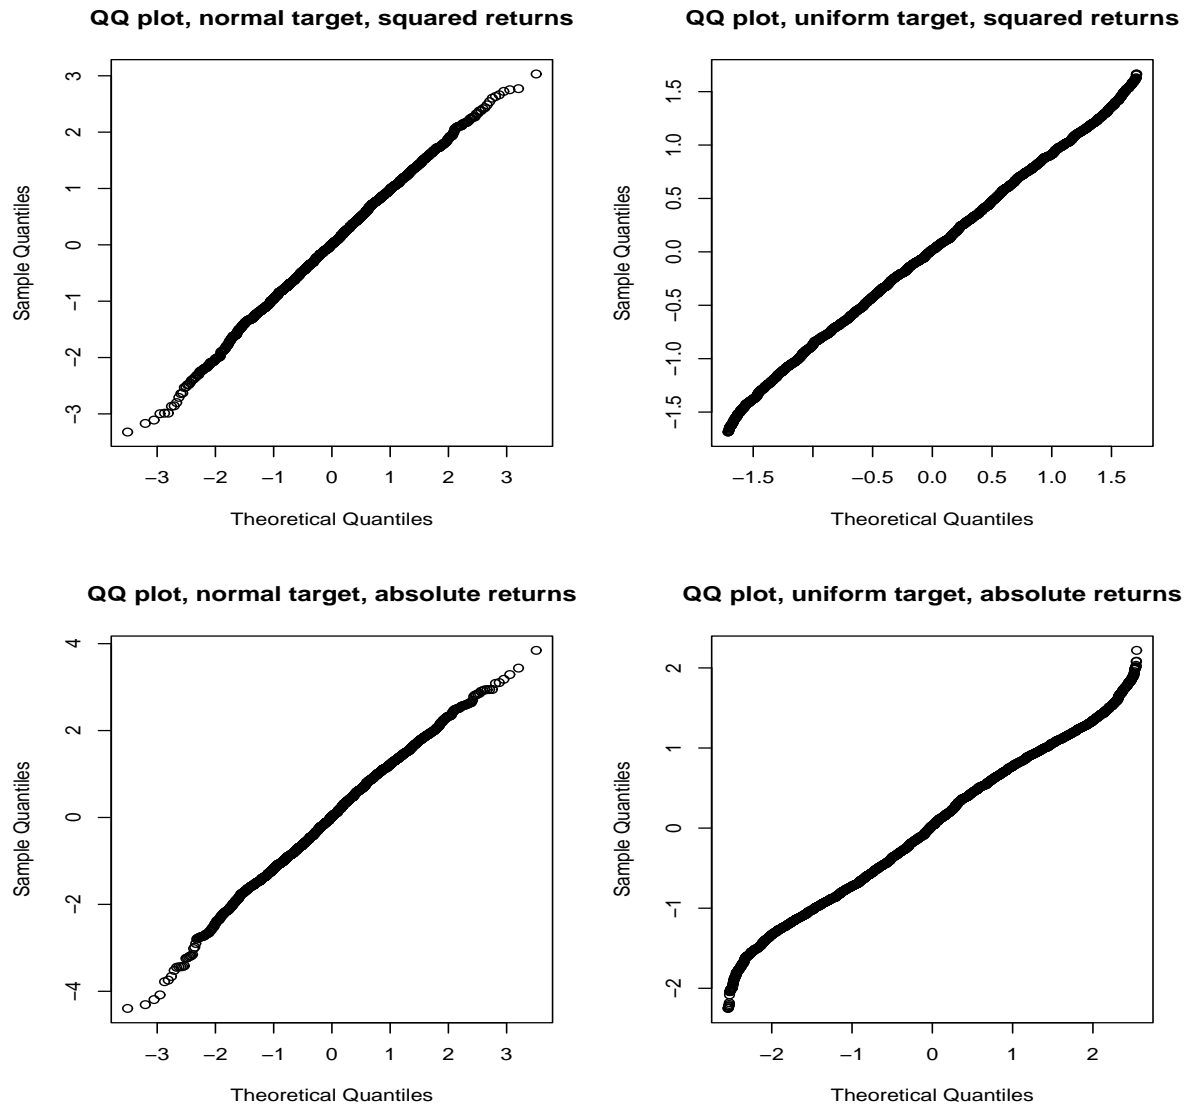 QQ plot, normal target, squared returns
Sample Quantiles
3
2
1
0
−1
−2
−3
−3 −2 −1 0 1 2 3
Theoretical Quantiles
QQ plot, uniform target, squared returns
Sample Quantiles
1.5
1.0
0.5
0.0
−0.5
−1.0
−1.5
−1.5 −0.5 0.0 0.5 1.0 1.5
Theoretical Quantiles
QQ plot, normal target, absolute returns
Sample Quantiles
4
2
0
−2
−4
−3 −2 −1 0 1 2 3
Theoretical Quantiles
QQ plot, uniform target, absolute returns
Sample Quantiles
2
1
0
−1
−2
−2 −1 0 1 2
Theoretical Quantiles